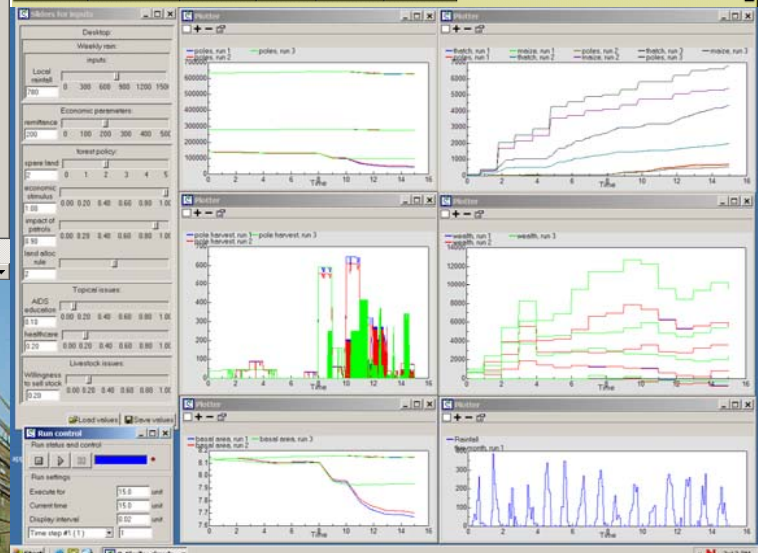 Sliders for Inputs
Desktop
Weekly rain:
inputs:
Local
rainfall
780
0 300 600 900 1200 150
Economic parameters:
remittance
200
0 100 200 300 400 500
forest policy:
spare land
2
0 1 2 3 4 5
economic
stimulus
1.00
0.00 0.20 0.40 0.60 0.80 1.00
impact of
patrols
0.90
0.00 0.20 0.40 0.60 0.80 1.00
land alloc
rule
2
Topical issues:
AIDS
education
0.10
0.00 0.20 0.40 0.60 0.80 1.00
healthcare
0.20
0.00 0.20 0.40 0.60 0.80 1.00
Livestock issues:
Willingness
to sell stock
0.20
0.00 0.20 0.40 0.60 0.80 1.00
Load values Save values
Run control
Run status and control
Run settings
Execute for 15.0 unit
Current time 15.0 unit
Display interval 0.02 unit
Time step #1 (1) 1
Plotter
poles, run 1 poles, run 3
poles, run 2
700000
600000
500000
400000
300000
200000
100000
0
0 2 4 6 8 10 12 14 16
Time
Plotter
thatch, run 1 maize, run 1 poles, run 2 thatch, run 3 maize, run 3
poles, run 1 thatch, run 2 maize, run 2 poles, run 3
7000
6000
5000
4000
3000
2000
1000
0
0 2 4 6 8 10 12 14 16
Time
Plotter
pole harvest, run 1 pole harvest, run 3
pole harvest, run 2
700
600
500
400
300
200
100
0
0 2 4 6 8 10 12 14 16
Time
Plotter
wealth, run 1 wealth, run 3
wealth, run 2
14000
12000
10000
8000
6000
4000
2000
0
0 2 4 6 8 10 12 14 16
Time
Plotter
basal area, run 1 basal area, run 3
basal area, run 2
8.2
8.1
8.0
7.9
7.8
7.7
7.6
0 2 4 6 8 10 12 14 16
Time
Plotter
Rainfall
300
200
100
0
0 2 4 6 8 10 12 14 16
Time
Start